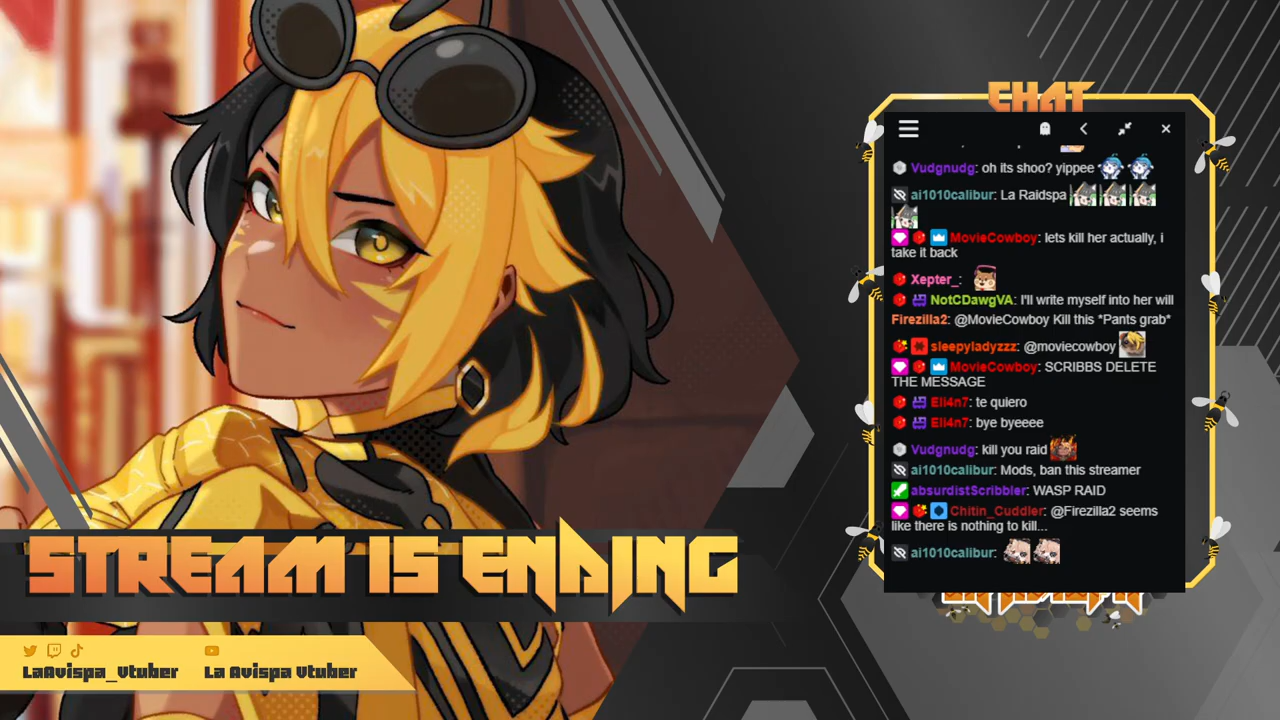 CHAT
Vudgnudg: oh its shoo? yippee
ai1010calibur: La Raidspa
MovieCowboy: lets kill her actually, i
take it back
Xepter_:
NotCDawgVA: I'll write myself into her will
Firezilla2: @MovieCowboy Kill this *Pants grab*
sleepyladyzzz: @moviecowboy
MovieCowboy: SCRIBBS DELETE
THE MESSAGE
Eli4n7: te quiero
Eli4n7: bye byeeee
Vudgnudg: kill you raid
ai1010calibur: Mods, ban this streamer
absurdistScribbler: WASP RAID
Chitin_Cuddler: @Firezilla2 seems
like there is nothing to kill...
ai1010calibur:
STREAM IS ENDING
LaAvispa_Vtuber
La Avispa Vtuber